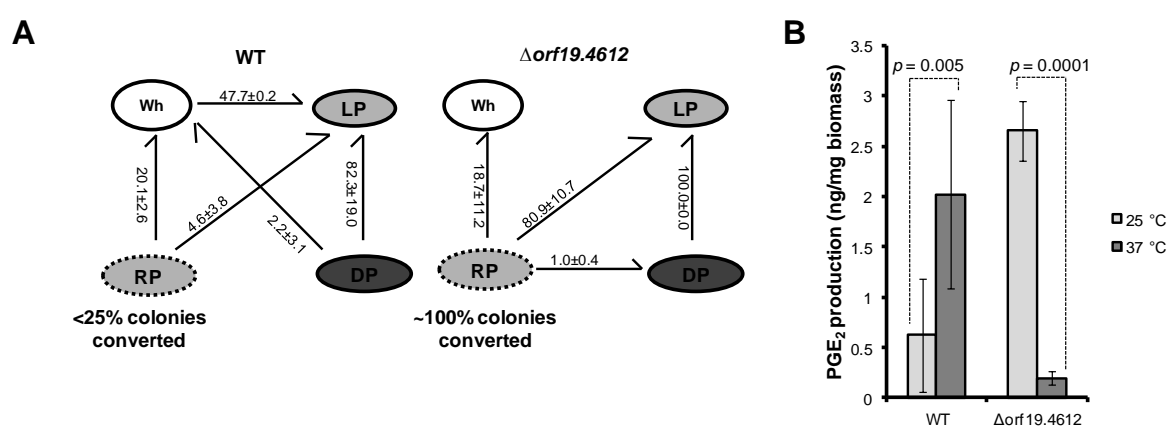 A
WT
Δorf19.4612
Wh
47.7±0.2
LP
Wh
LP
20.1±2.6
4.6±3.8
2.2±3.1
82.3±19.0
18.7±11.2
80.9±10.7
100.0±0.0
RP
DP
RP
1.0±0.4
DP
<25% colonies
converted
~100% colonies
converted
B
PGE2 production (ng/mg biomass)
3.5
3
2.5
2
1.5
1
0.5
0
p = 0.005
p = 0.0001
25 °C
37 °C
WT
Δorf19.4612